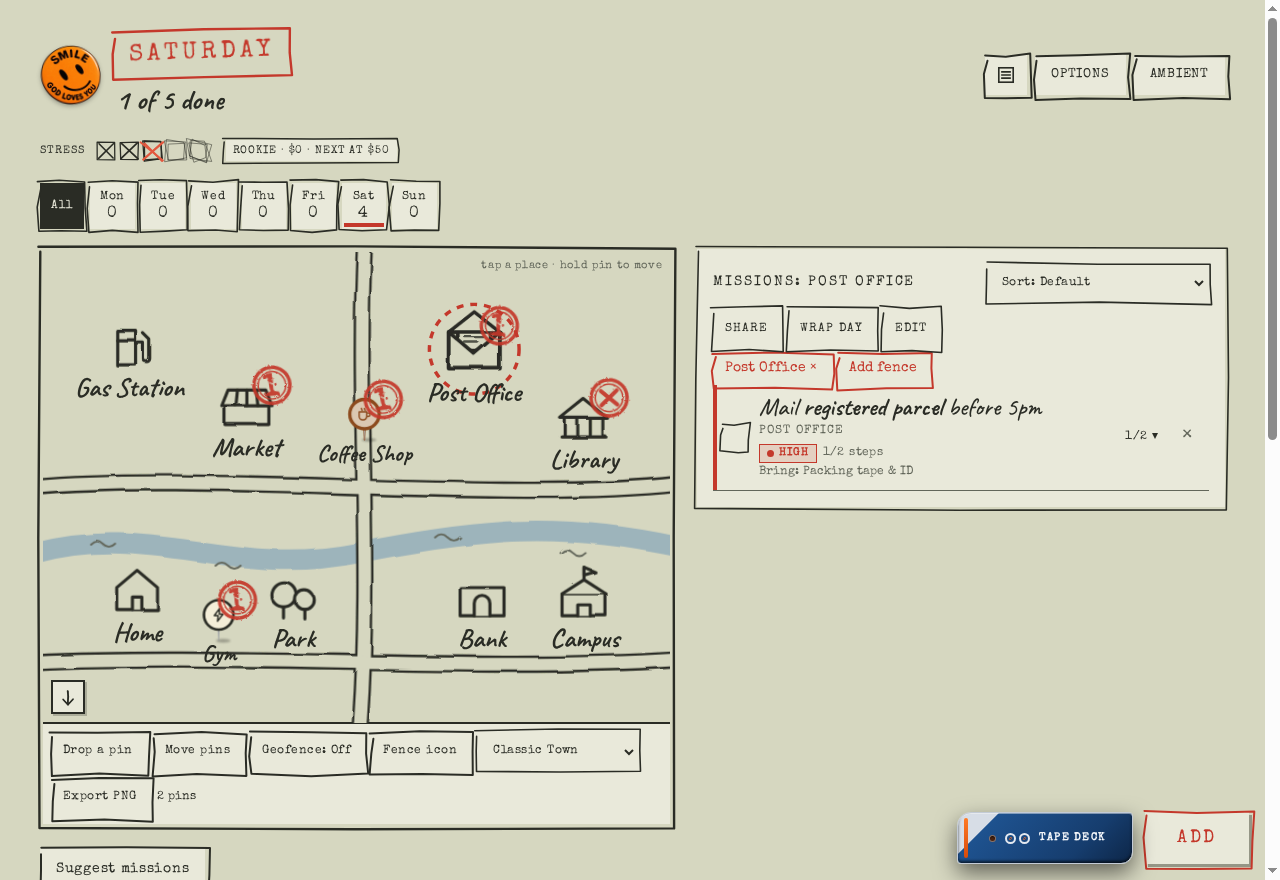 SMILE
GOD LOVES YOU
SATURDAY
1 of 5 done
OPTIONS
AMBIENT
STRESS
ROOKIE · $0 · NEXT AT $50
All
Mon
0
Tue
0
Wed
0
Thu
0
Fri
0
Sat
4
Sun
0
tap a place · hold pin to move
Gas Station
1
Market
1
Coffee Shop
1
Post Office
Library
Home
1
Gym
Park
Bank
Campus
Drop a pin
Move pins
Geofence: Off
Fence icon
Classic Town
Export PNG
2 pins
Suggest missions
MISSIONS: POST OFFICE
Sort: Default
SHARE
WRAP DAY
EDIT
Post Office ×
Add fence
Mail registered parcel before 5pm
POST OFFICE
HIGH 1/2 steps
Bring: Packing tape & ID
1/2 ▾ ×
TAPE DECK
ADD